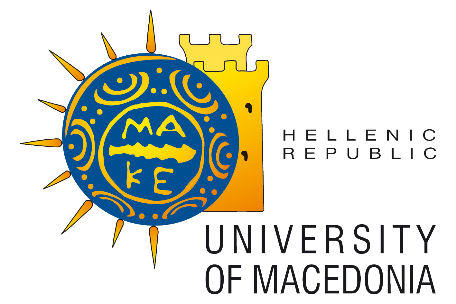 MA
KE
HELLENIC
REPUBLIC
UNIVERSITY
OF MACEDONIA